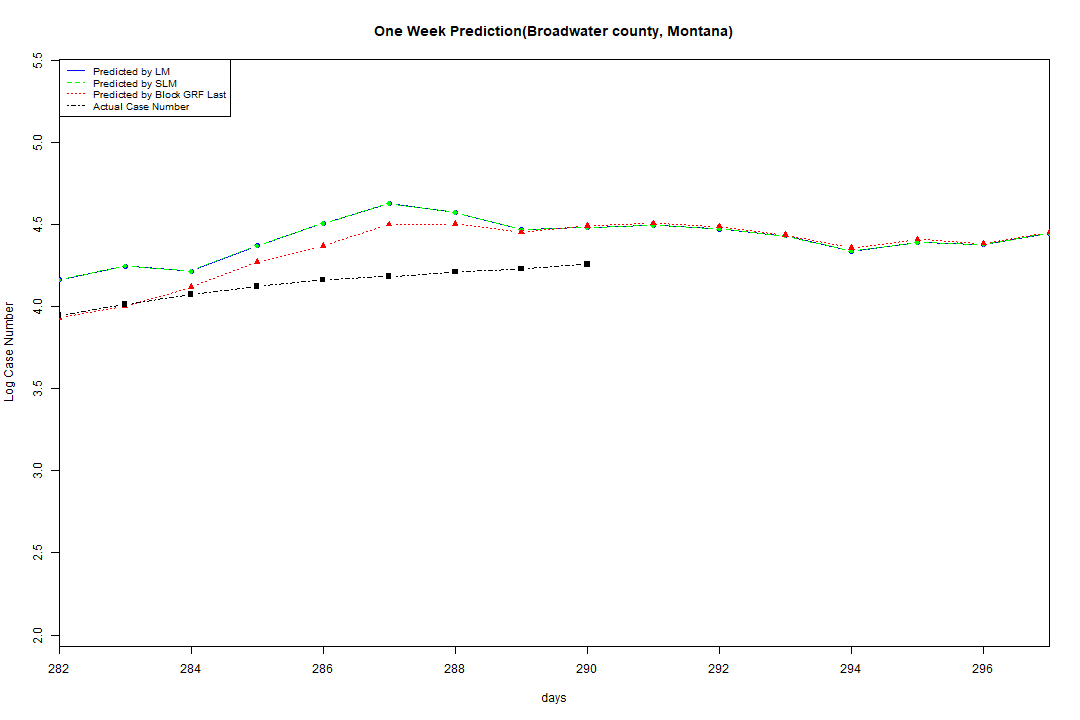 One Week Prediction(Broadwater county, Montana)
Predicted by LM
Predicted by SLM
Predicted by Block GRF Last
Actual Case Number
5.5
5.0
4.5
4.0
3.5
3.0
2.5
2.0
Log Case Number
282 284 286 288 290 292 294 296
days